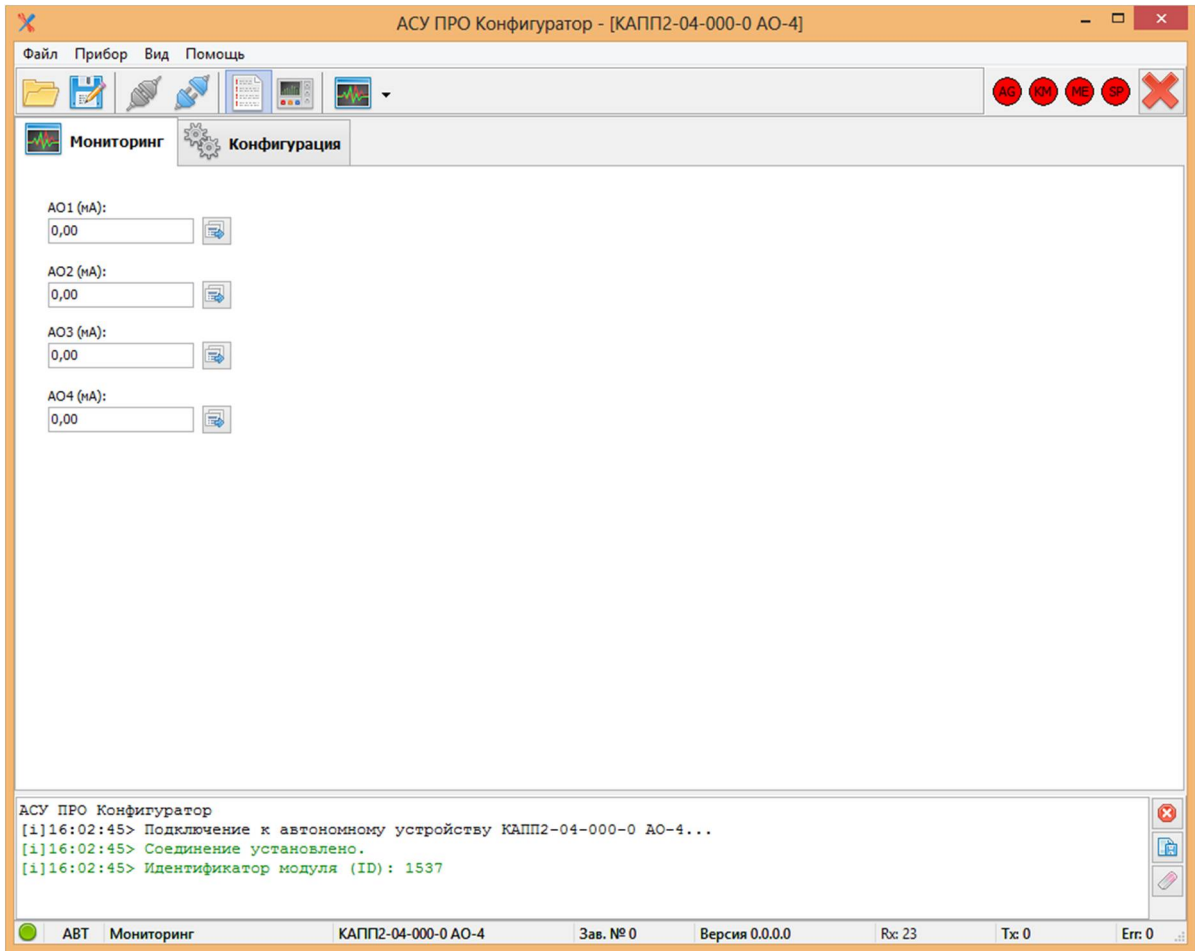 АСУ ПРО Конфигуратор - [КАПП2-04-000-0 АО-4]
Файл Прибор Вид Помощь
AG KM ME SP
Мониторинг Конфигурация
АО1 (мА):
0,00
АО2 (мА):
0,00
АО3 (мА):
0,00
АО4 (мА):
0,00
АСУ ПРО Конфигуратор
[i]16:02:45> Подключение к автономному устройству КАПП2-04-000-0 АО-4...
[i]16:02:45> Соединение установлено.
[i]16:02:45> Идентификатор модуля (ID): 1537
АВТ Мониторинг КАПП2-04-000-0 АО-4 Зав. № 0 Версия 0.0.0.0 Rx: 23 Tx: 0 Err: 0